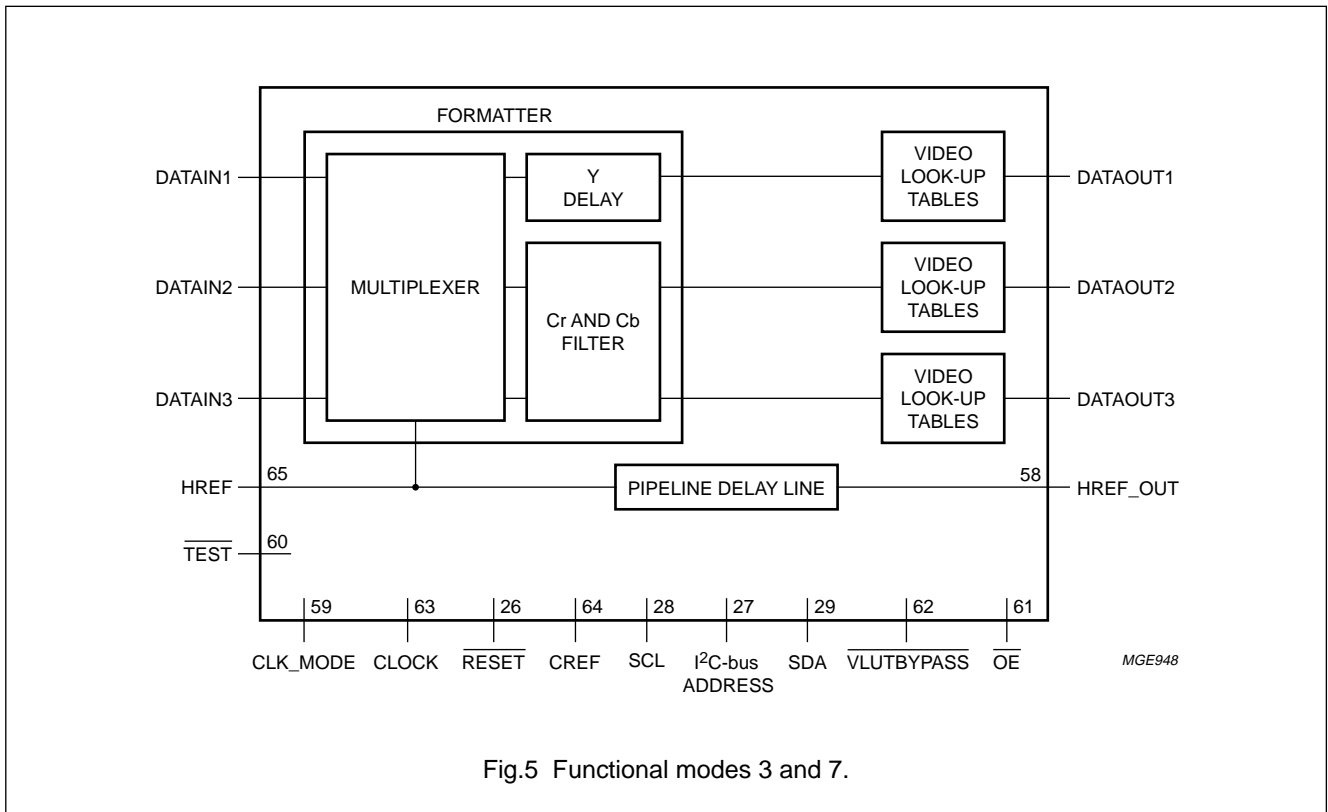 FORMATTER
DATAIN1
Y
DELAY
VIDEO
LOOK-UP
TABLES
DATAOUT1
DATAIN2
MULTIPLEXER
Cr AND Cb
FILTER
VIDEO
LOOK-UP
TABLES
DATAOUT2
DATAIN3
VIDEO
LOOK-UP
TABLES
DATAOUT3
HREF
65
PIPELINE DELAY LINE
58
HREF_OUT
TEST
60
59 63 26 64 28 27 29 62 61
CLK_MODE CLOCK RESET CREF SCL I²C-bus SDA VLUTBYPASS OE
ADDRESS
MGE948
Fig.5 Functional modes 3 and 7.